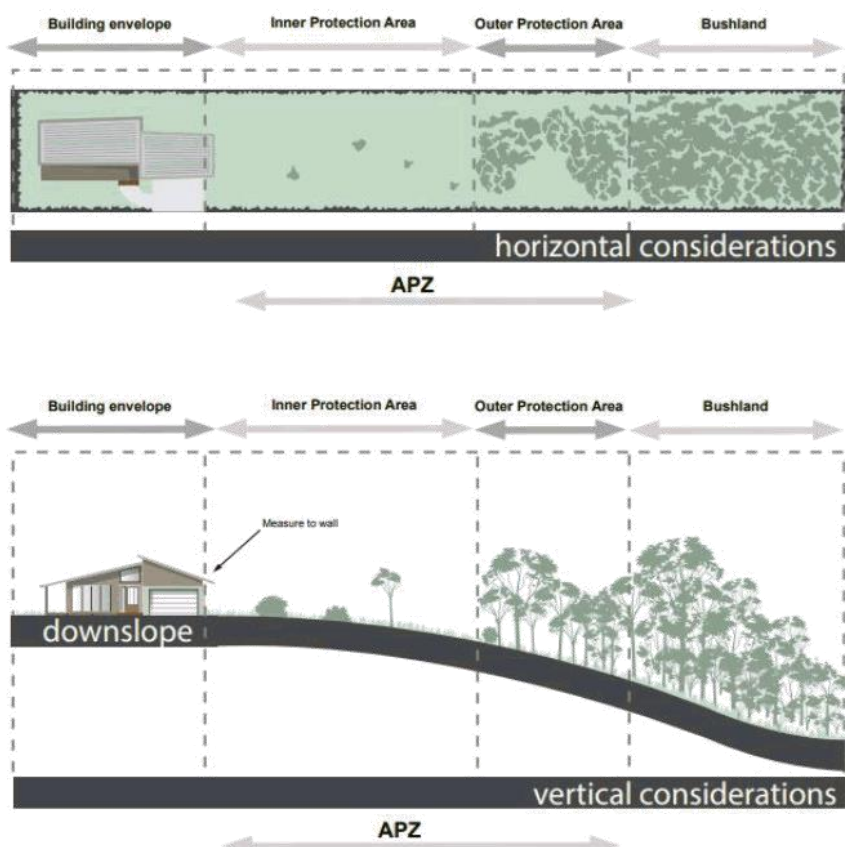 Building envelope
Inner Protection Area
Outer Protection Area
Bushland
horizontal considerations
APZ
Building envelope
Inner Protection Area
Outer Protection Area
Bushland
Measure to wall
downslope
vertical considerations
APZ